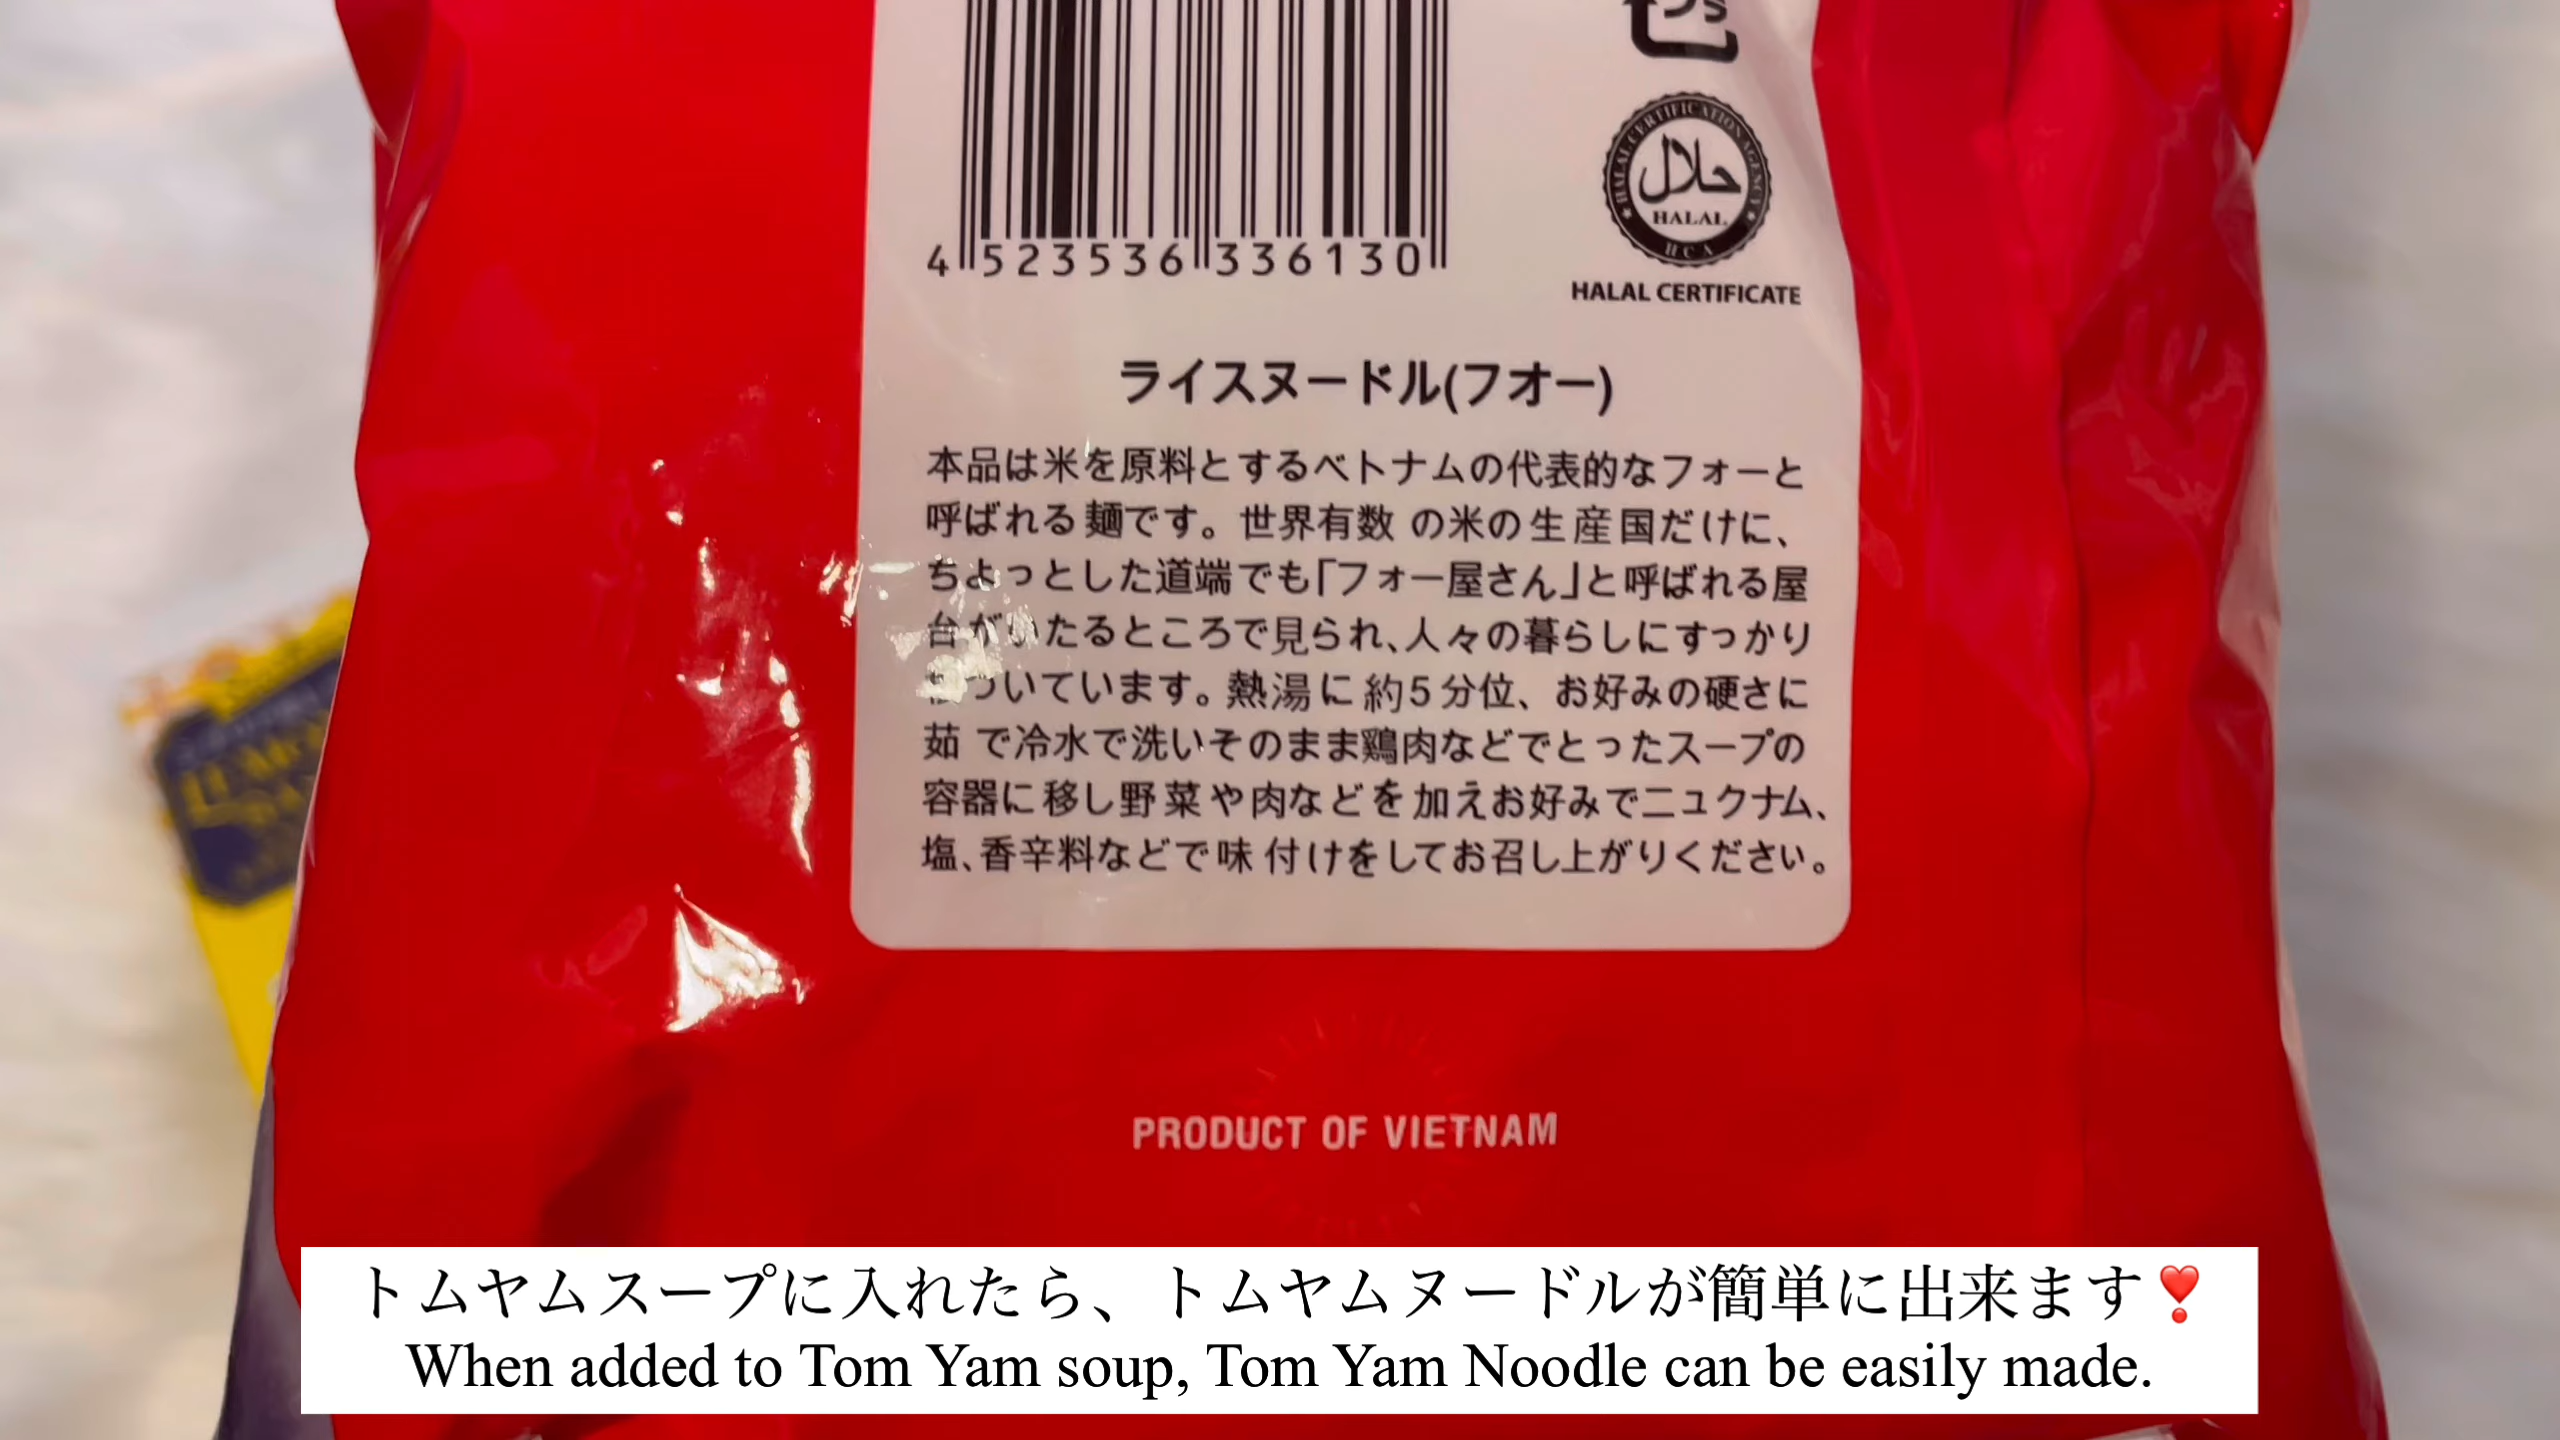 プラ
4 523536 336130
HALAL CERTIFICATION AGENCY
حلال
HALAL
HCA
HALAL CERTIFICATE
ライスヌードル(フオー)
本品は米を原料とするベトナムの代表的なフォーと
呼ばれる麺です。世界有数の米の生産国だけに、
ちよっとした道端でも「フォー屋さん」と呼ばれる屋
台がいたるところで見られ、人々の暮らしにすっかり
づいています。熱湯に約5分位、お好みの硬さに
茹で冷水で洗いそのまま鶏肉などでとったスープの
容器に移し野菜や肉などを加えお好みでニュクナム、
塩、香辛料などで味付けをしてお召し上がりください。
PRODUCT OF VIETNAM
トムヤムスープに入れたら、トムヤムヌードルが簡単に出来ます❣️
When added to Tom Yam soup, Tom Yam Noodle can be easily made.